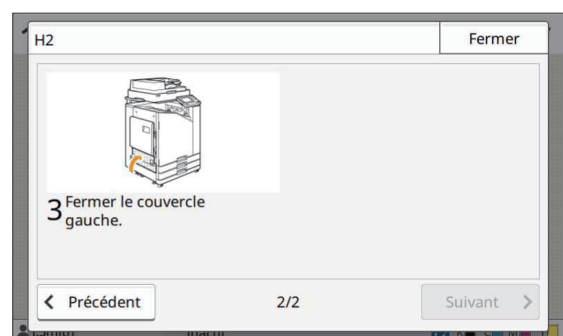 H2
Fermer
3 Fermer le couvercle
gauche.
Précédent
2/2
Suivant